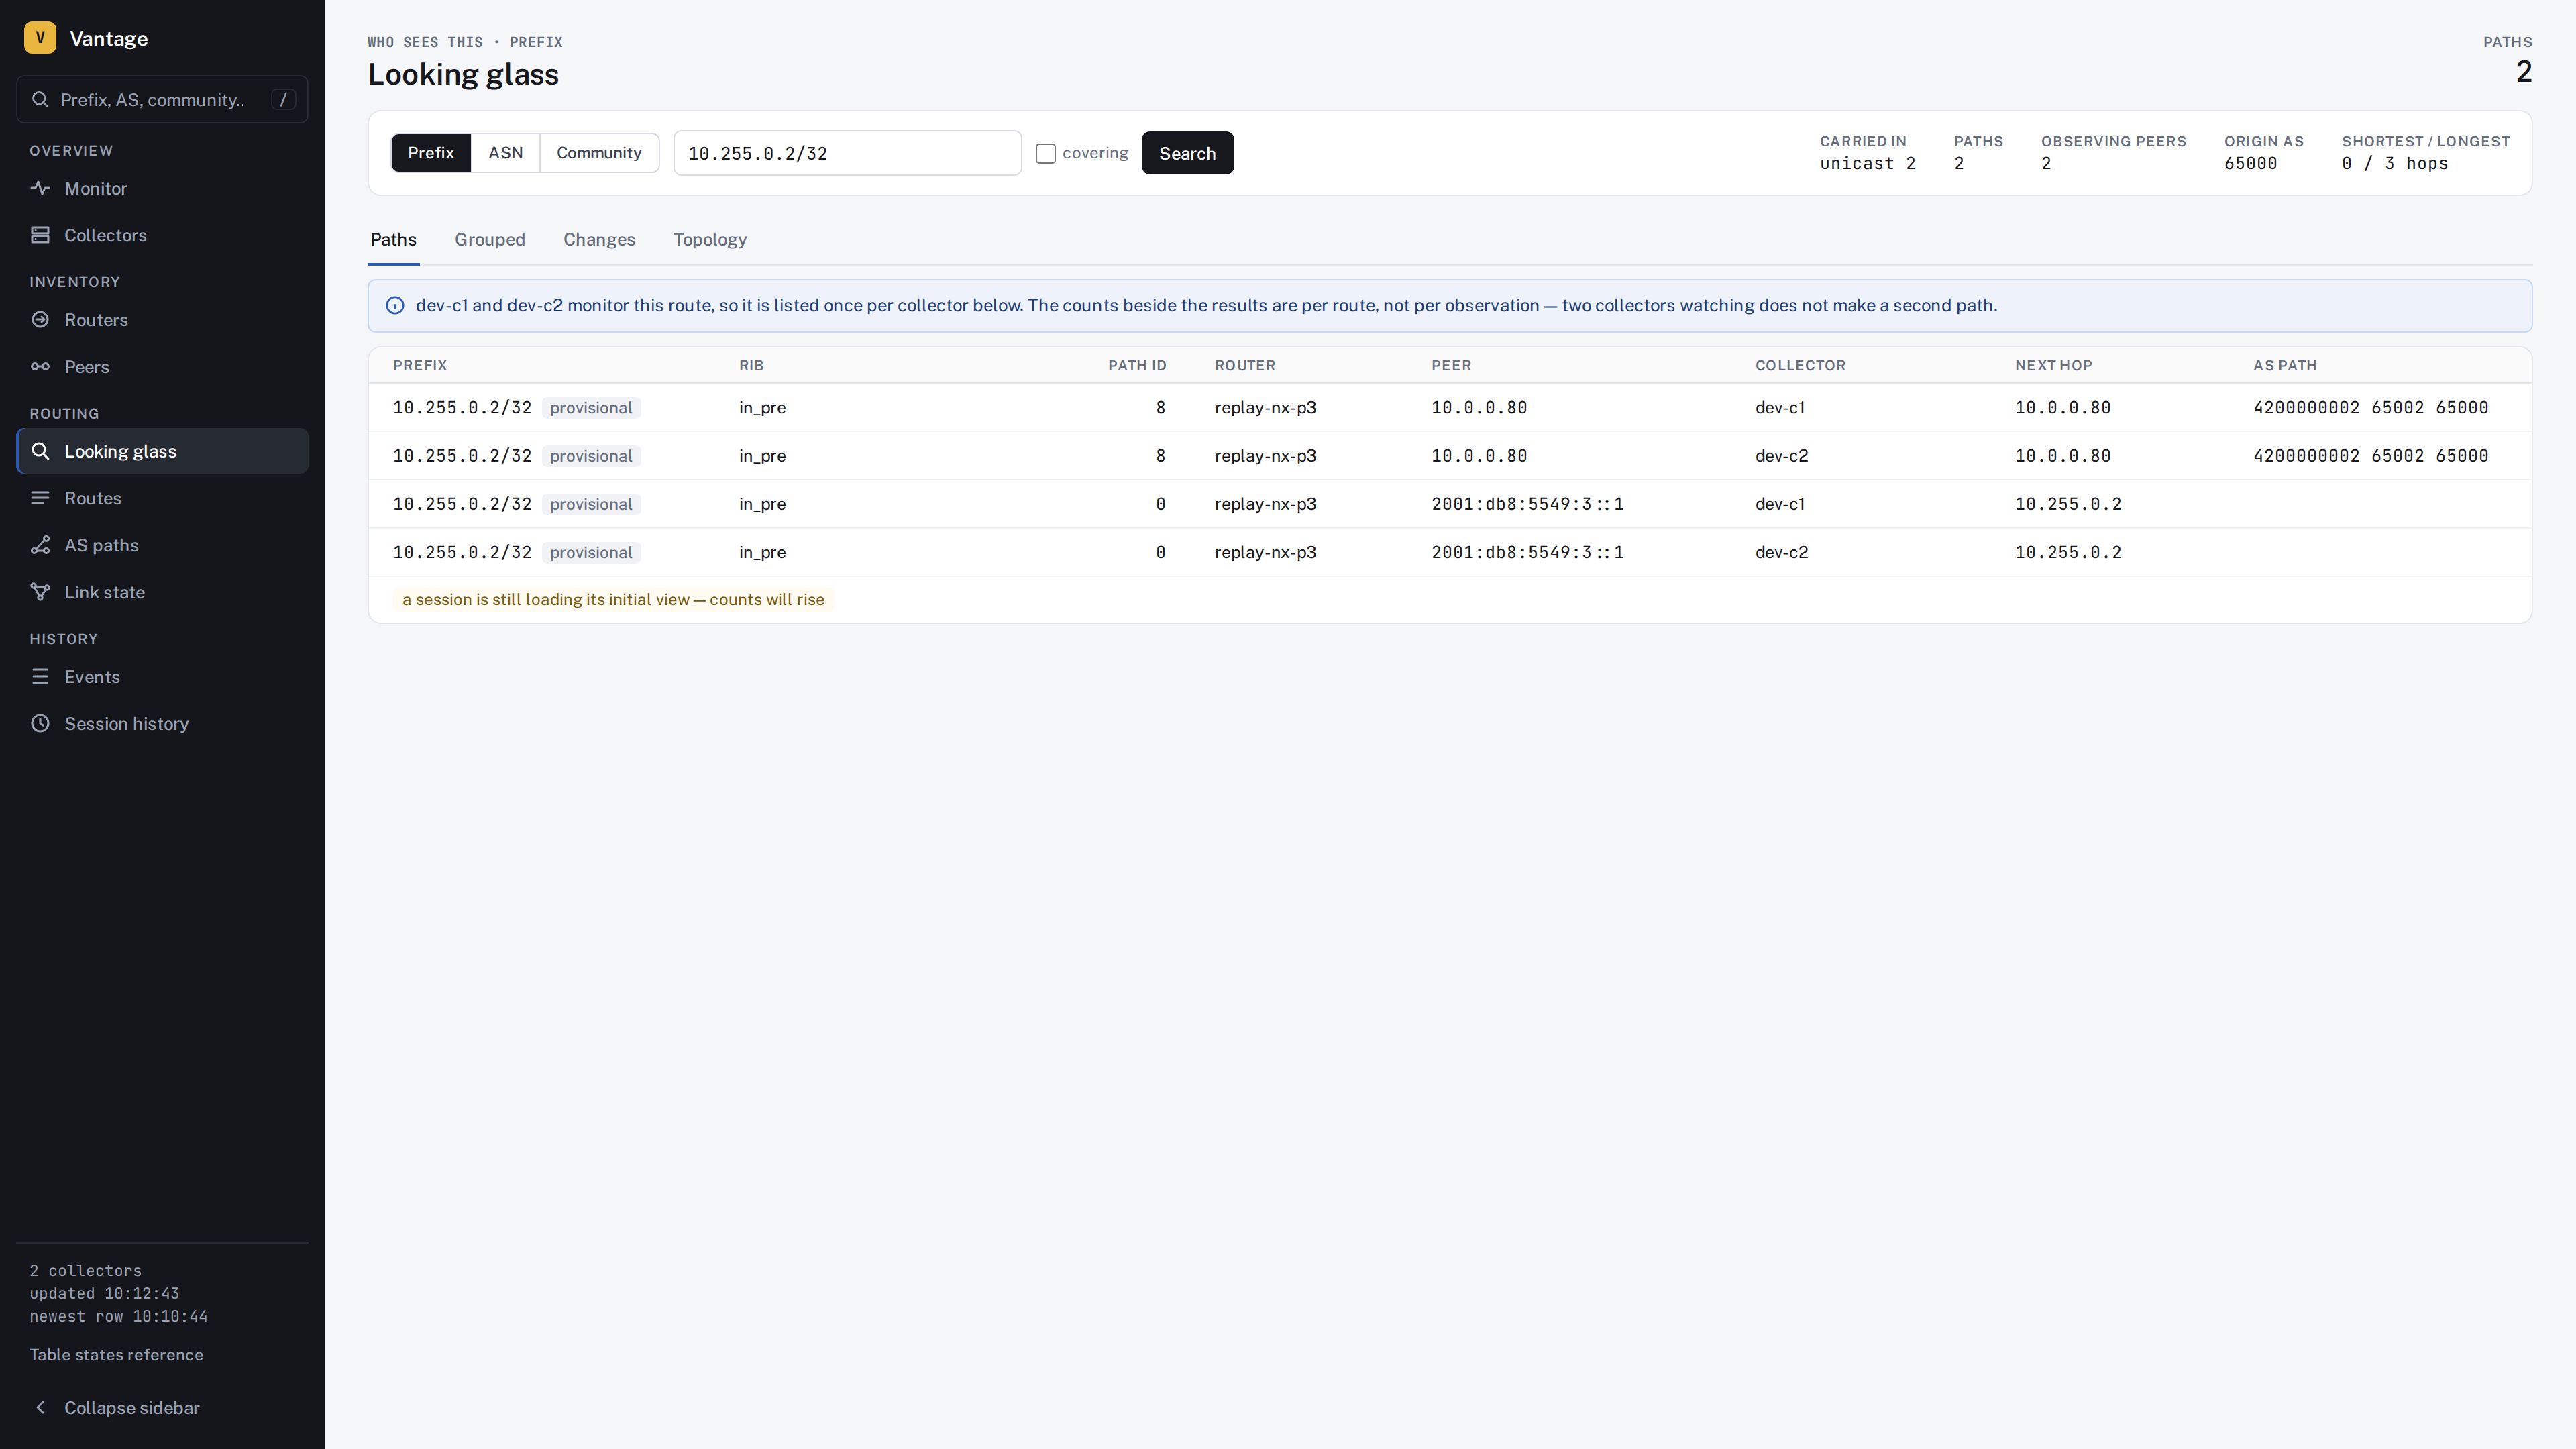 V Vantage
Prefix, AS, community.. /
OVERVIEW
Monitor
Collectors
INVENTORY
Routers
Peers
ROUTING
Looking glass
Routes
AS paths
Link state
HISTORY
Events
Session history
2 collectors
updated 10:12:43
newest row 10:10:44
Table states reference
Collapse sidebar
WHO SEES THIS · PREFIX
Looking glass
PATHS
2
Prefix ASN Community 10.255.0.2/32 covering Search
CARRIED IN PATHS OBSERVING PEERS ORIGIN AS SHORTEST / LONGEST
unicast 2 2 2 65000 0 / 3 hops
Paths Grouped Changes Topology
dev-c1 and dev-c2 monitor this route, so it is listed once per collector below. The counts beside the results are per route, not per observation — two collectors watching does not make a second path.
PREFIX RIB PATH ID ROUTER PEER COLLECTOR NEXT HOP AS PATH
10.255.0.2/32 provisional in_pre 8 replay-nx-p3 10.0.0.80 dev-c1 10.0.0.80 4200000002 65002 65000
10.255.0.2/32 provisional in_pre 8 replay-nx-p3 10.0.0.80 dev-c2 10.0.0.80 4200000002 65002 65000
10.255.0.2/32 provisional in_pre 0 replay-nx-p3 2001:db8:5549:3::1 dev-c1 10.255.0.2
10.255.0.2/32 provisional in_pre 0 replay-nx-p3 2001:db8:5549:3::1 dev-c2 10.255.0.2
a session is still loading its initial view — counts will rise